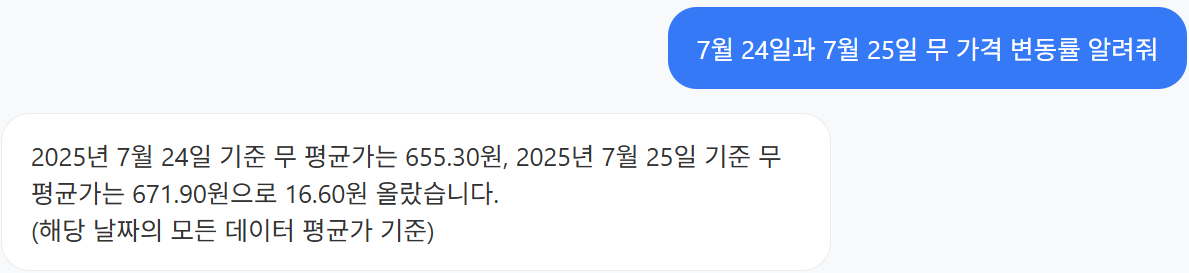 7월 24일과 7월 25일 무 가격 변동률 알려줘
2025년 7월 24일 기준 무 평균가는 655.30원, 2025년 7월 25일 기준 무
평균가는 671.90원으로 16.60원 올랐습니다.
(해당 날짜의 모든 데이터 평균가 기준)